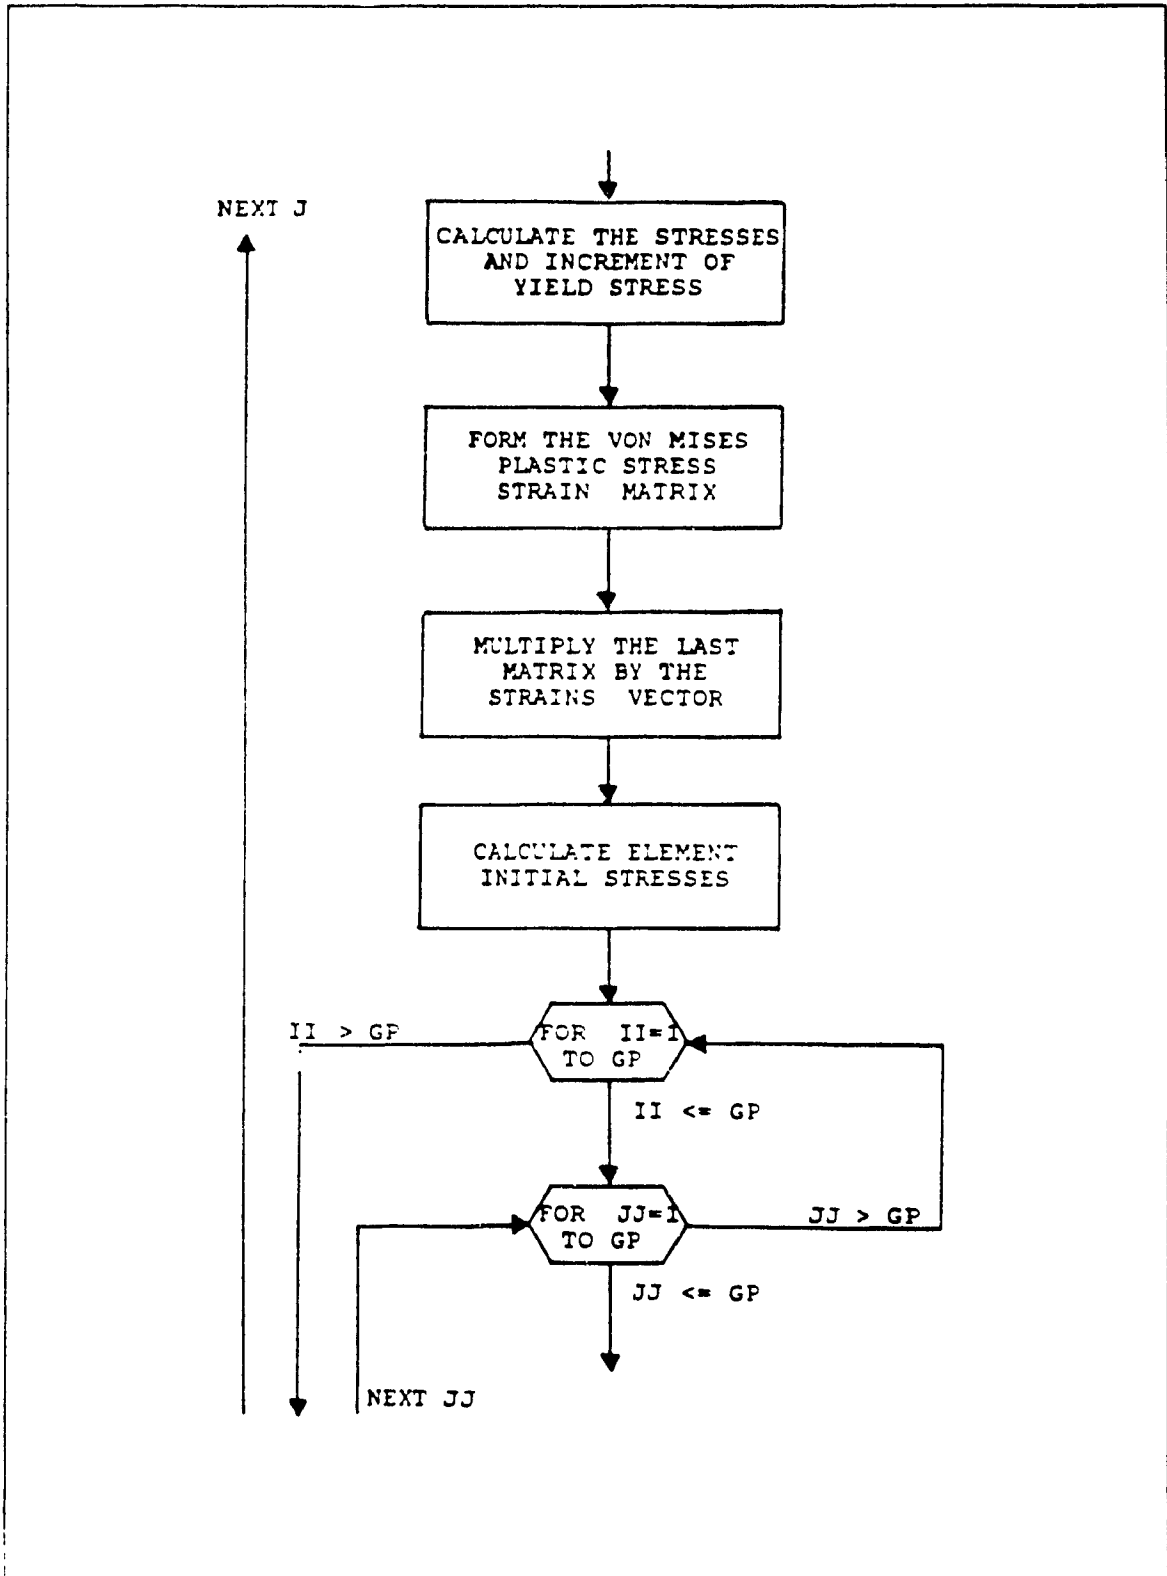 NEXT J
CALCULATE THE STRESSES
AND INCREMENT OF
YIELD STRESS
FORM THE VON MISES
PLASTIC STRESS
STRAIN MATRIX
MULTIPLY THE LAST
MATRIX BY THE
STRAINS VECTOR
CALCULATE ELEMENT
INITIAL STRESSES
II > GP
FOR II=1
TO GP
II <= GP
FOR JJ=1
TO GP
JJ > GP
JJ <= GP
NEXT JJ